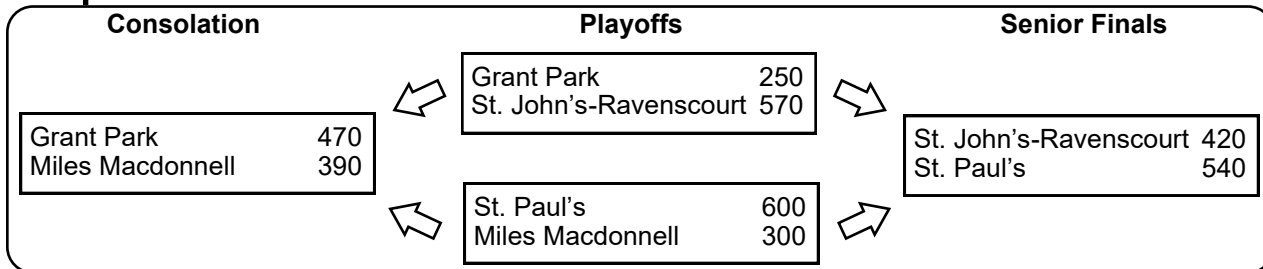 Consolation
Playoffs
Senior Finals
Grant Park 250
St. John's-Ravenscourt 570
Grant Park 470
Miles Macdonnell 390
St. John's-Ravenscourt 420
St. Paul's 540
St. Paul's 600
Miles Macdonnell 300